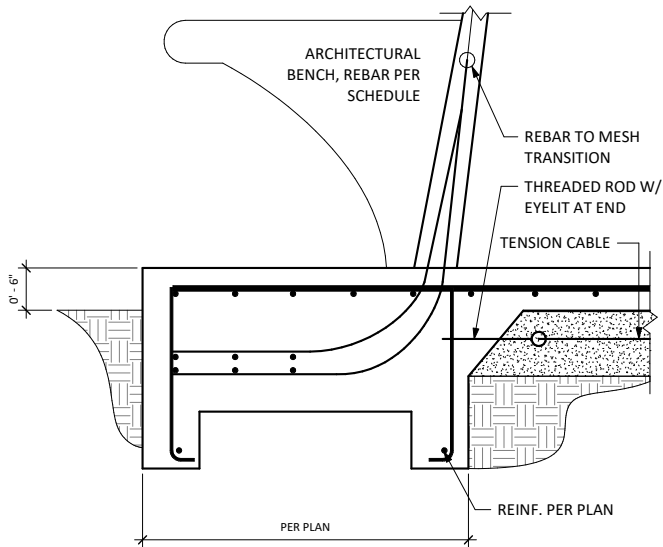 ARCHITECTURAL
BENCH, REBAR PER
SCHEDULE
REBAR TO MESH
TRANSITION
THREADED ROD W/
EYELIT AT END
TENSION CABLE
0' - 6"
REINF. PER PLAN
PER PLAN